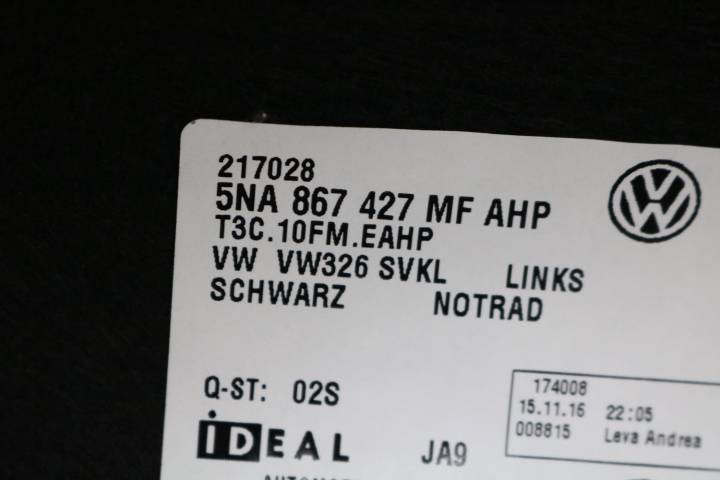 217028
5NA 867 427 MF AHP
T3C.10FM.EAHP
VW VW326 SVKL LINKS
SCHWARZ NOTRAD
Q-ST: 02S
IDEAL JA9
174008
15.11.16 22:05
008815 Leva Andrea